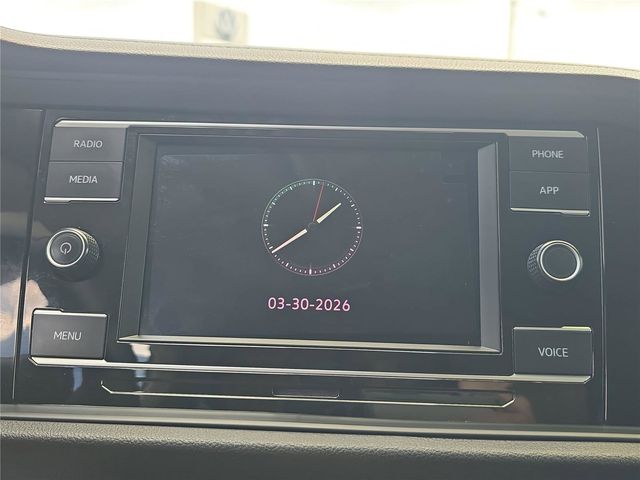 RADIO
MEDIA
MENU
03-30-2026
PHONE
APP
VOICE